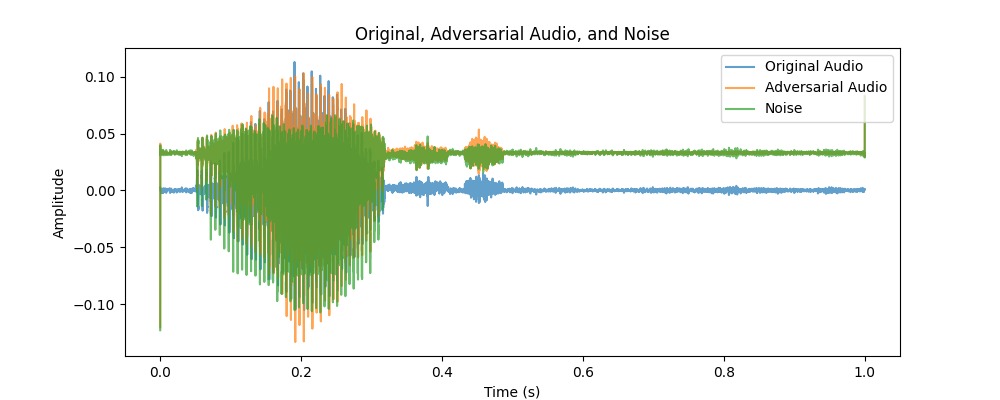 Original, Adversarial Audio, and Noise
Original Audio
Adversarial Audio
Noise
Amplitude
0.10
0.05
0.00
−0.05
−0.10
0.0 0.2 0.4 0.6 0.8 1.0
Time (s)